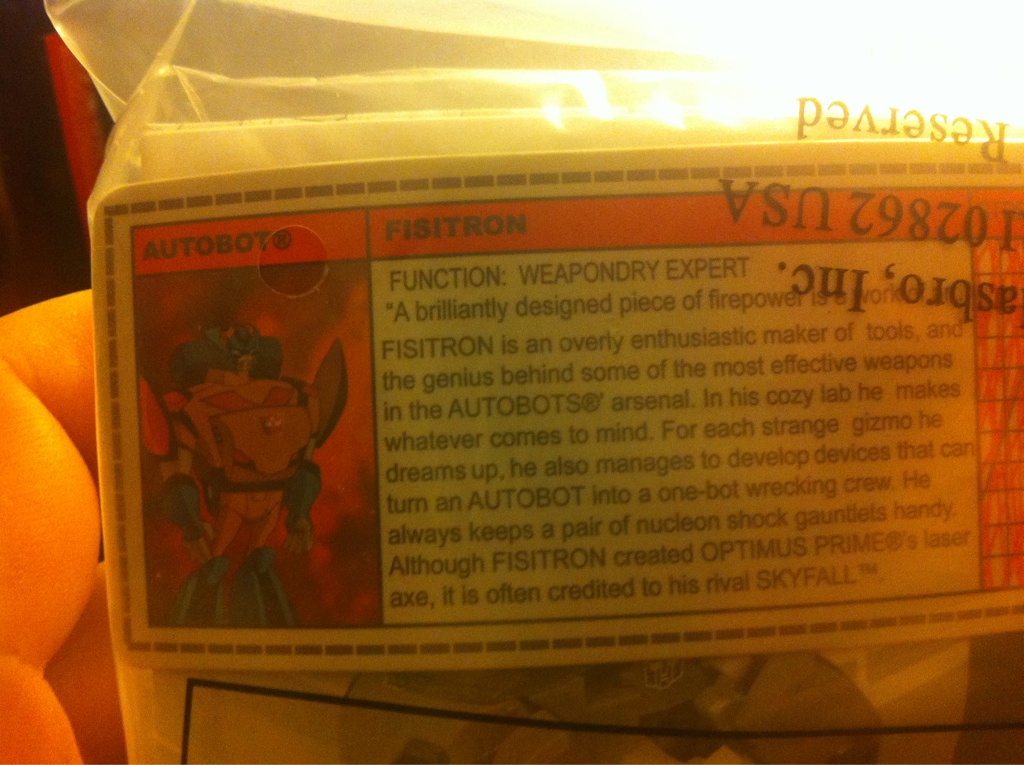 Reserved
02862 USA
asbro, Inc.
AUTOBOT®
FISITRON
FUNCTION: WEAPONDRY EXPERT
"A brilliantly designed piece of firepower is a work
FISITRON is an overly enthusiastic maker of tools, and
the genius behind some of the most effective weapons
in the AUTOBOTS®' arsenal. In his cozy lab he makes
whatever comes to mind. For each strange gizmo he
dreams up, he also manages to develop devices that can
turn an AUTOBOT into a one-bot wrecking crew. He
always keeps a pair of nucleon shock gauntlets handy.
Although FISITRON created OPTIMUS PRIME®'s laser
axe, it is often credited to his rival SKYFALL™